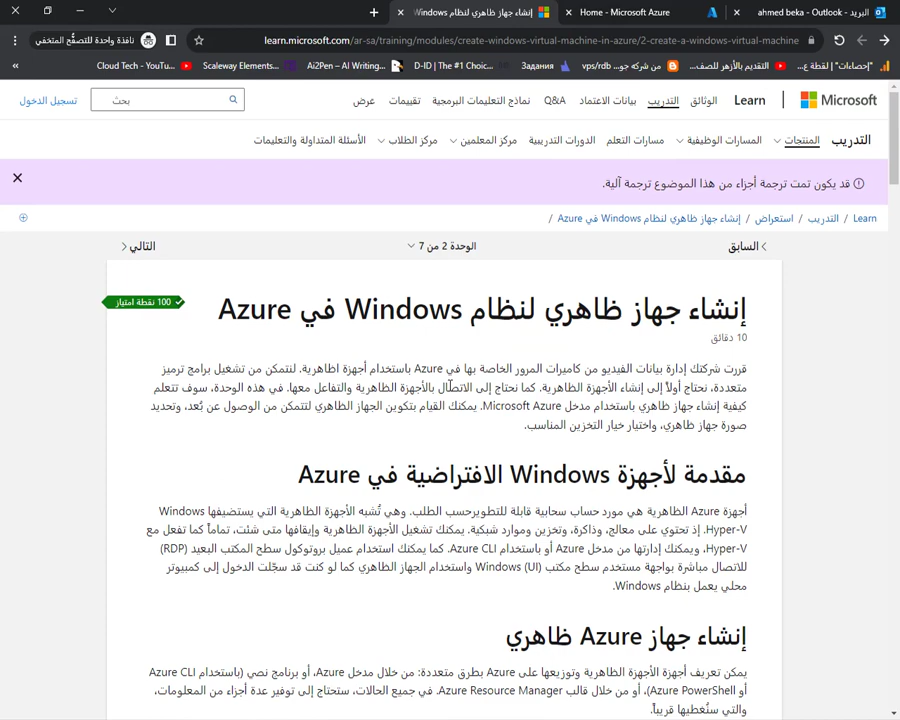 البريد - ahmed beka - Outlook
Home - Microsoft Azure
إنشاء جهاز ظاهري لنظام Windows
learn.microsoft.com/ar-sa/training/modules/create-windows-virtual-machine-in-azure/2-create-a-windows-virtual-machine
نافذة واحدة للتصفُّح المتخفي
"إحصاءات" | لقطة ع...
التقديم بالأزهر للصف...
من شركه جو... vps/rdb
Задания
D-ID | The #1 Choic...
Ai2Pen – AI Writing...
Scaleway Elements...
Cloud Tech - YouTu...
Microsoft
Learn
الوثائق
التدريب
بيانات الاعتماد
Q&A
نماذج التعليمات البرمجية
تقييمات
عرض
بحث
تسجيل الدخول
التدريب
المنتجات
المسارات الوظيفية
مسارات التعلم
الدورات التدريبية
مركز المعلمين
مركز الطلاب
الأسئلة المتداولة والتعليمات
قد يكون تمت ترجمة أجزاء من هذا الموضوع ترجمة آلية.
Learn / التدريب / استعراض / إنشاء جهاز ظاهري لنظام Windows في Azure /
السابق
الوحدة 2 من 7
التالي
إنشاء جهاز ظاهري لنظام Windows في Azure
100 نقطة امتياز
10 دقائق
قررت شركتك إدارة بيانات الفيديو من كاميرات المرور الخاصة بها في Azure باستخدام أجهزة اظاهرية. لنتمكن من تشغيل برامج ترميز
متعددة، نحتاج أولاً إلى إنشاء الأجهزة الظاهرية. كما نحتاج إلى الاتصال بالأجهزة الظاهرية والتفاعل معها. في هذه الوحدة، سوف تتعلم
كيفية إنشاء جهاز ظاهري باستخدام مدخل Microsoft Azure. يمكنك القيام بتكوين الجهاز الظاهري لتتمكن من الوصول عن بُعد، وتحديد
صورة جهاز ظاهري، واختيار خيار التخزين المناسب.
مقدمة لأجهزة Windows الافتراضية في Azure
أجهزة Azure الظاهرية هي مورد حساب سحابية قابلة للتطويرحسب الطلب. وهي تُشبه الأجهزة الظاهرية التي يستضيفها Windows
Hyper-V. إذ تحتوي على معالج، وذاكرة، وتخزين وموارد شبكية. يمكنك تشغيل الأجهزة الظاهرية وإيقافها متى شئت، تماماً كما تفعل مع
Hyper-V، ويمكنك إدارتها من مدخل Azure أو باستخدام Azure CLI. كما يمكنك استخدام عميل بروتوكول سطح المكتب البعيد (RDP)
للاتصال مباشرة بواجهة مستخدم سطح مكتب Windows (UI) واستخدام الجهاز الظاهري كما لو كنت قد سجّلت الدخول إلى كمبيوتر
محلي يعمل بنظام Windows.
إنشاء جهاز Azure ظاهري
يمكن تعريف أجهزة الأجهزة الظاهرية وتوزيعها على Azure بطرق متعددة: من خلال مدخل Azure، أو برنامج نصي (باستخدام Azure CLI
أو Azure PowerShell)، أو من خلال قالب Azure Resource Manager. في جميع الحالات، ستحتاج إلى توفير عدة أجزاء من المعلومات،
والتي سنُغطيها قريباً.